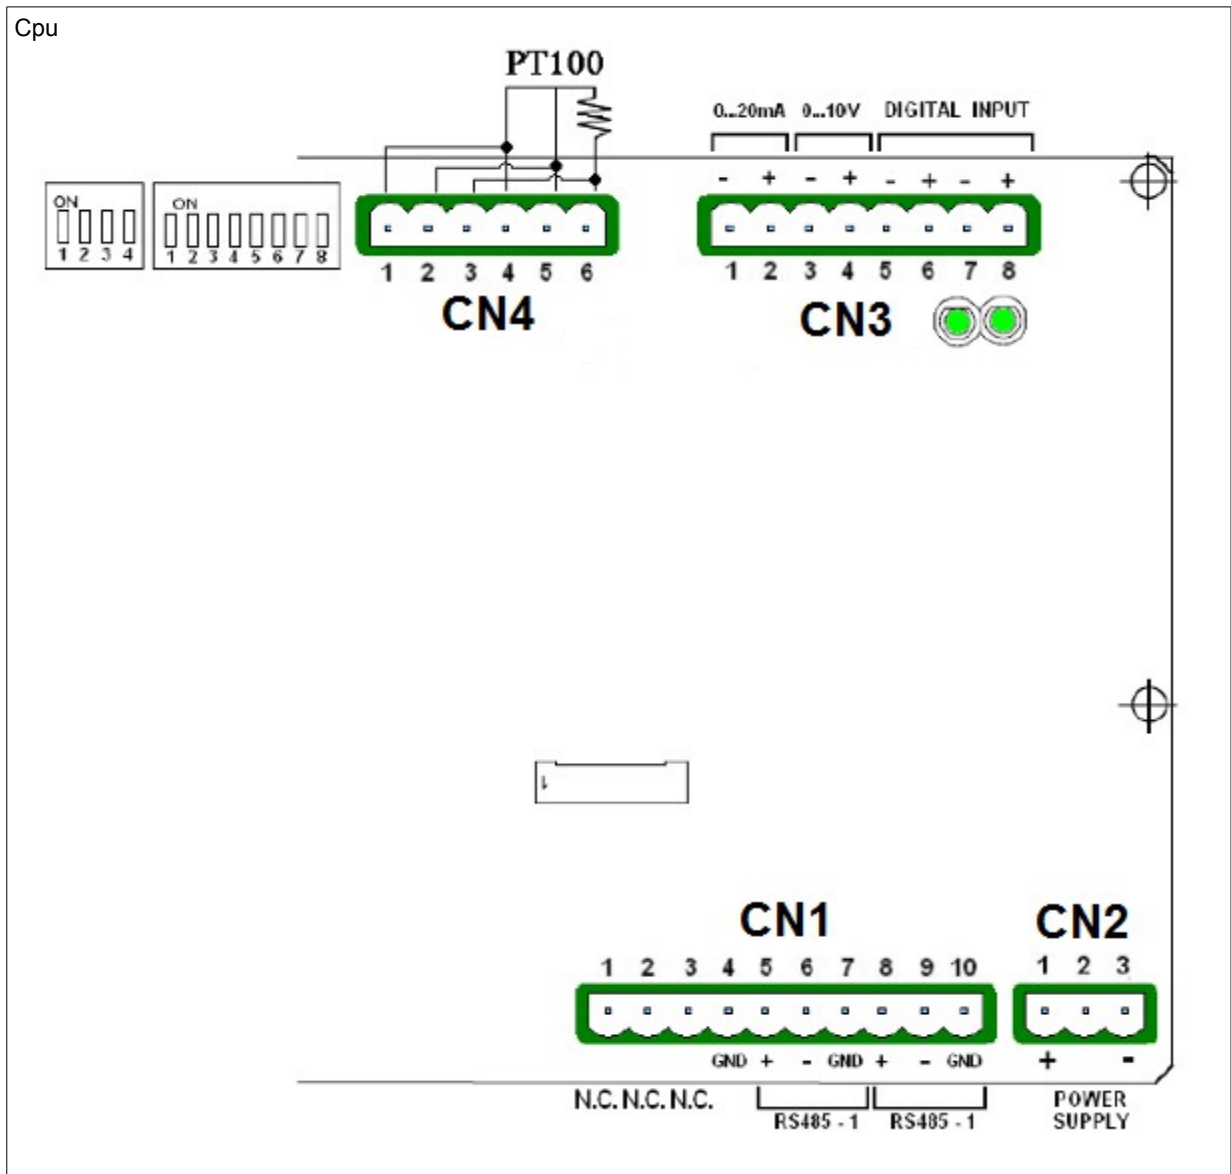 Cpu
PT100
0...20mA 0...10V DIGITAL INPUT
- + - + - + - +
ON
1 2 3 4
ON
1 2 3 4 5 6 7 8
1 2 3 4 5 6
CN4
1 2 3 4 5 6 7 8
CN3
1
CN1
1 2 3 4 5 6 7 8 9 10
GND + - GND + - GND
N.C. N.C. N.C.
RS485 - 1 RS485 - 1
CN2
1 2 3
+ -
POWER
SUPPLY